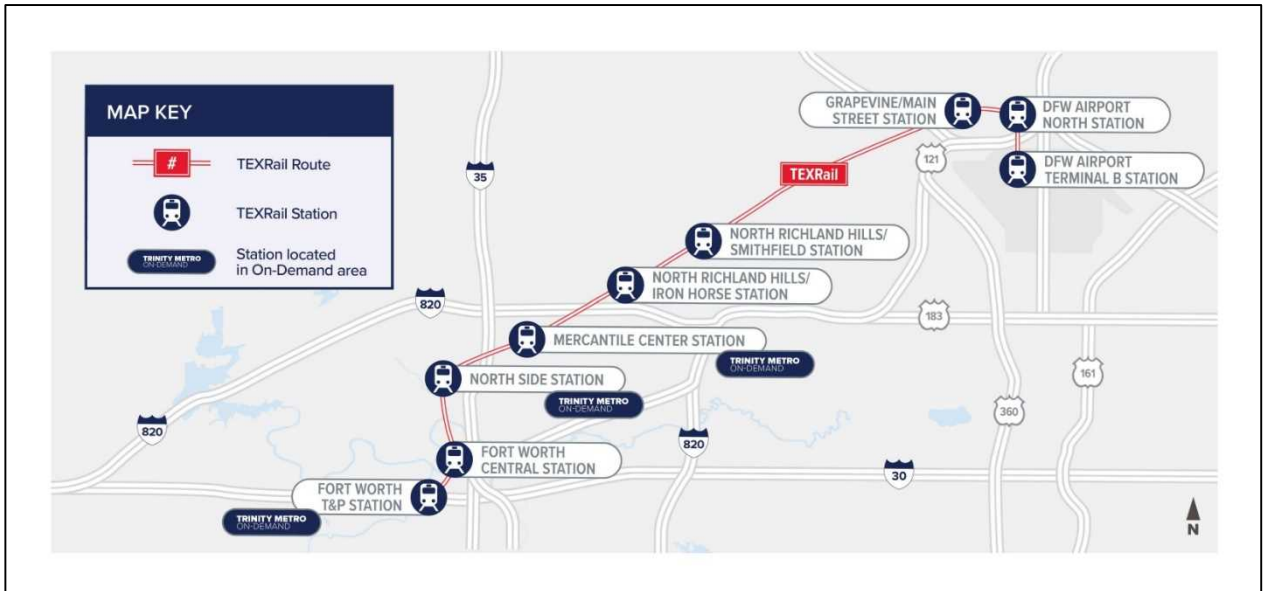 MAP KEY
#
TEXRail Route
TEXRail Station
TRINITY METRO
ON-DEMAND
Station located
in On-Demand area
GRAPEVINE/MAIN
STREET STATION
DFW AIRPORT
NORTH STATION
121
DFW AIRPORT
TERMINAL B STATION
TEXRail
35
NORTH RICHLAND HILLS/
SMITHFIELD STATION
NORTH RICHLAND HILLS/
IRON HORSE STATION
820
183
MERCANTILE CENTER STATION
TRINITY METRO
ON-DEMAND
161
NORTH SIDE STATION
TRINITY METRO
ON-DEMAND
360
820
820
FORT WORTH
CENTRAL STATION
30
FORT WORTH
T&P STATION
TRINITY METRO
ON-DEMAND
N